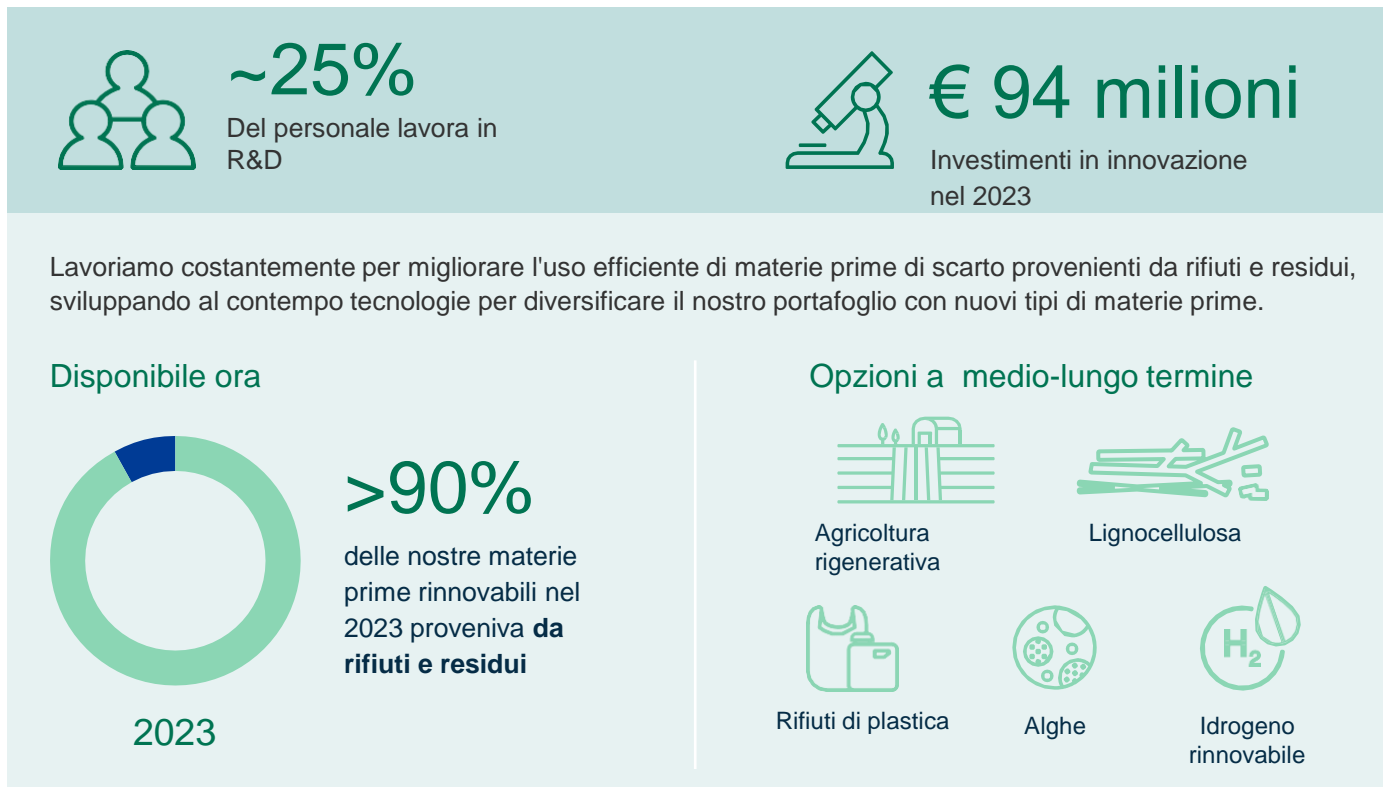 ~25%
Del personale lavora in
R&D
€ 94 milioni
Investimenti in innovazione
nel 2023
Lavoriamo costantemente per migliorare l'uso efficiente di materie prime di scarto provenienti da rifiuti e residui,
sviluppando al contempo tecnologie per diversificare il nostro portafoglio con nuovi tipi di materie prime.
Disponibile ora
>90%
delle nostre materie
prime rinnovabili nel
2023 proveniva da
rifiuti e residui
2023
Opzioni a medio-lungo termine
Agricoltura
rigenerativa
Lignocellulosa
Rifiuti di plastica
Alghe
H2
Idrogeno
rinnovabile